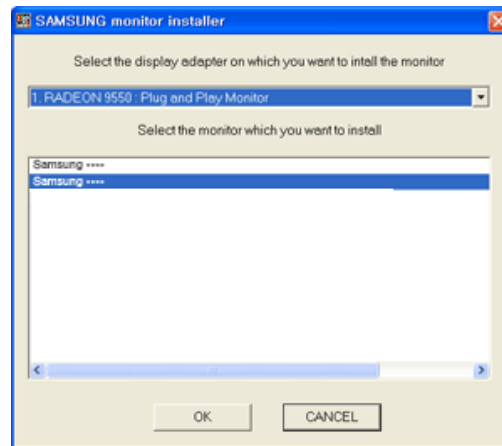 SAMSUNG monitor installer
Select the display adapter on which you want to intall the monitor
1. RADEON 9550 : Plug and Play Monitor
Select the monitor which you want to install
Samsung ----
Samsung ----
OK
CANCEL